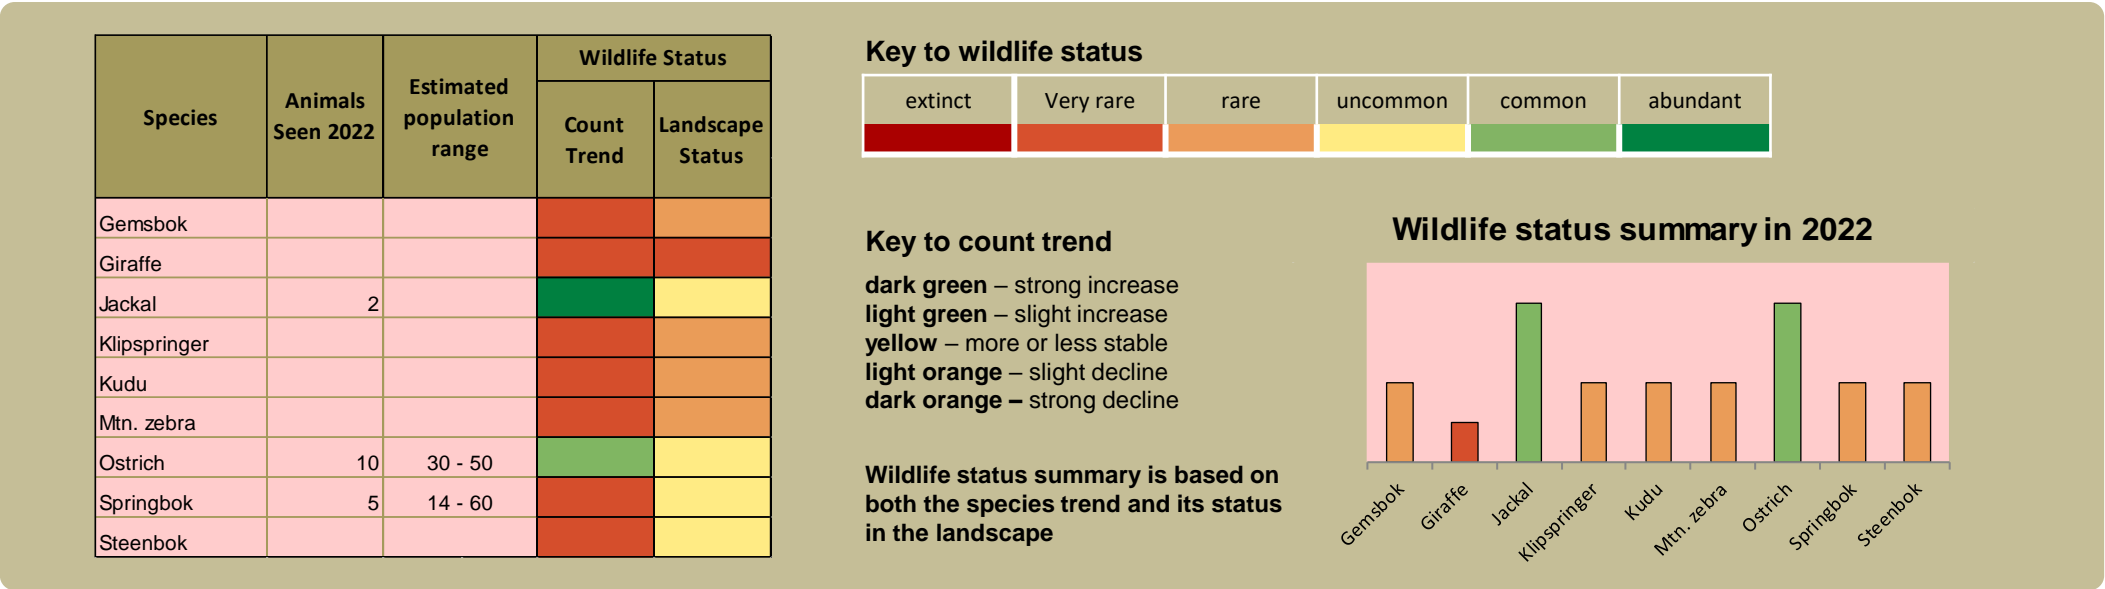 Species
Animals
Seen 2022
Estimated
population
range
Wildlife Status
Count
Trend
Landscape
Status
Gemsbok
Giraffe
Jackal 2
Klipspringer
Kudu
Mtn. zebra
Ostrich 10 30 - 50
Springbok 5 14 - 60
Steenbok
Key to wildlife status
extinct Very rare rare uncommon common abundant
Key to count trend
dark green – strong increase
light green – slight increase
yellow – more or less stable
light orange – slight decline
dark orange – strong decline
Wildlife status summary is based on
both the species trend and its status
in the landscape
Wildlife status summary in 2022
Gemsbok
Giraffe
Jackal
Klipspringer
Kudu
Mtn. zebra
Ostrich
Springbok
Steenbok